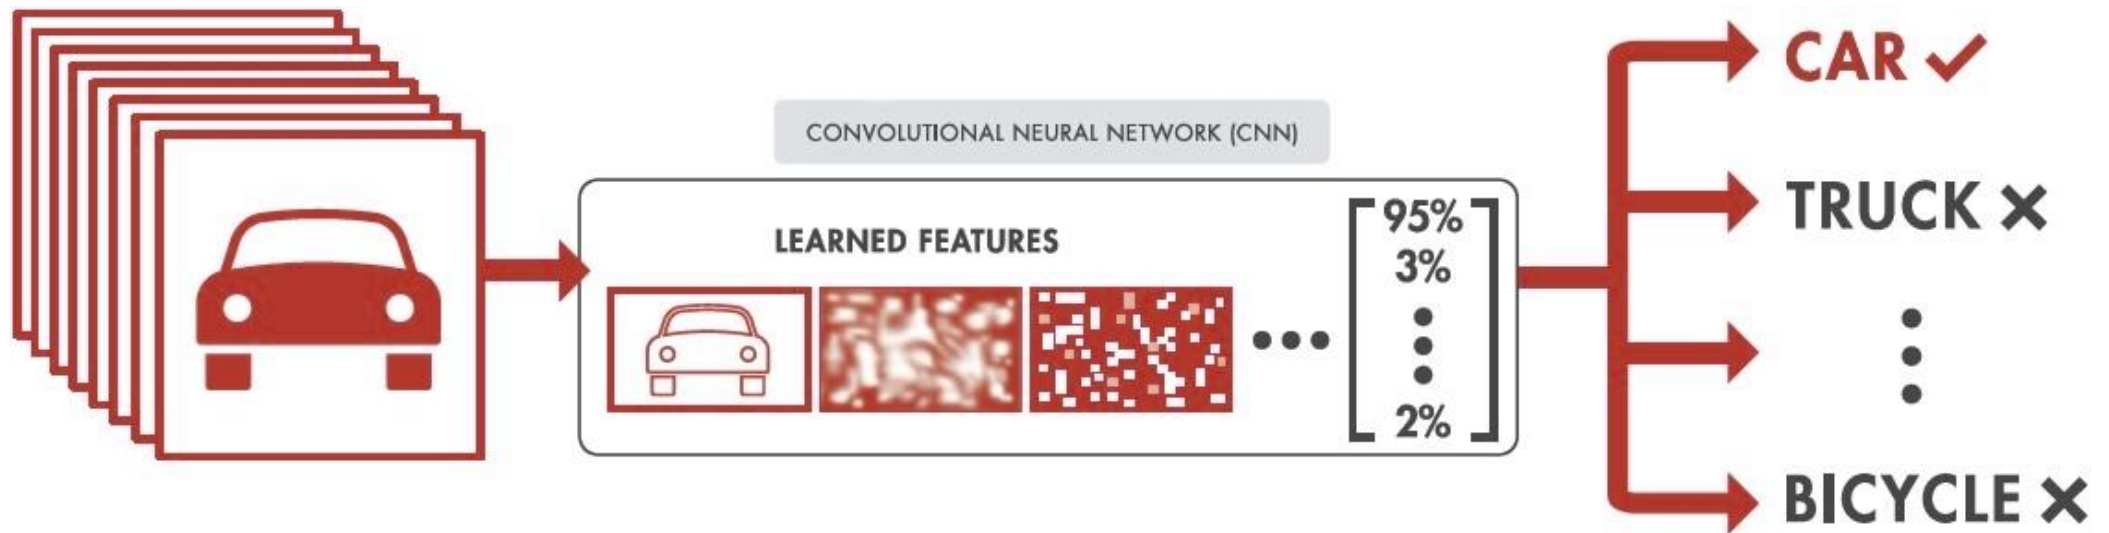 CONVOLUTIONAL NEURAL NETWORK (CNN)
LEARNED FEATURES
95%
3%
2%
CAR
TRUCK
BICYCLE